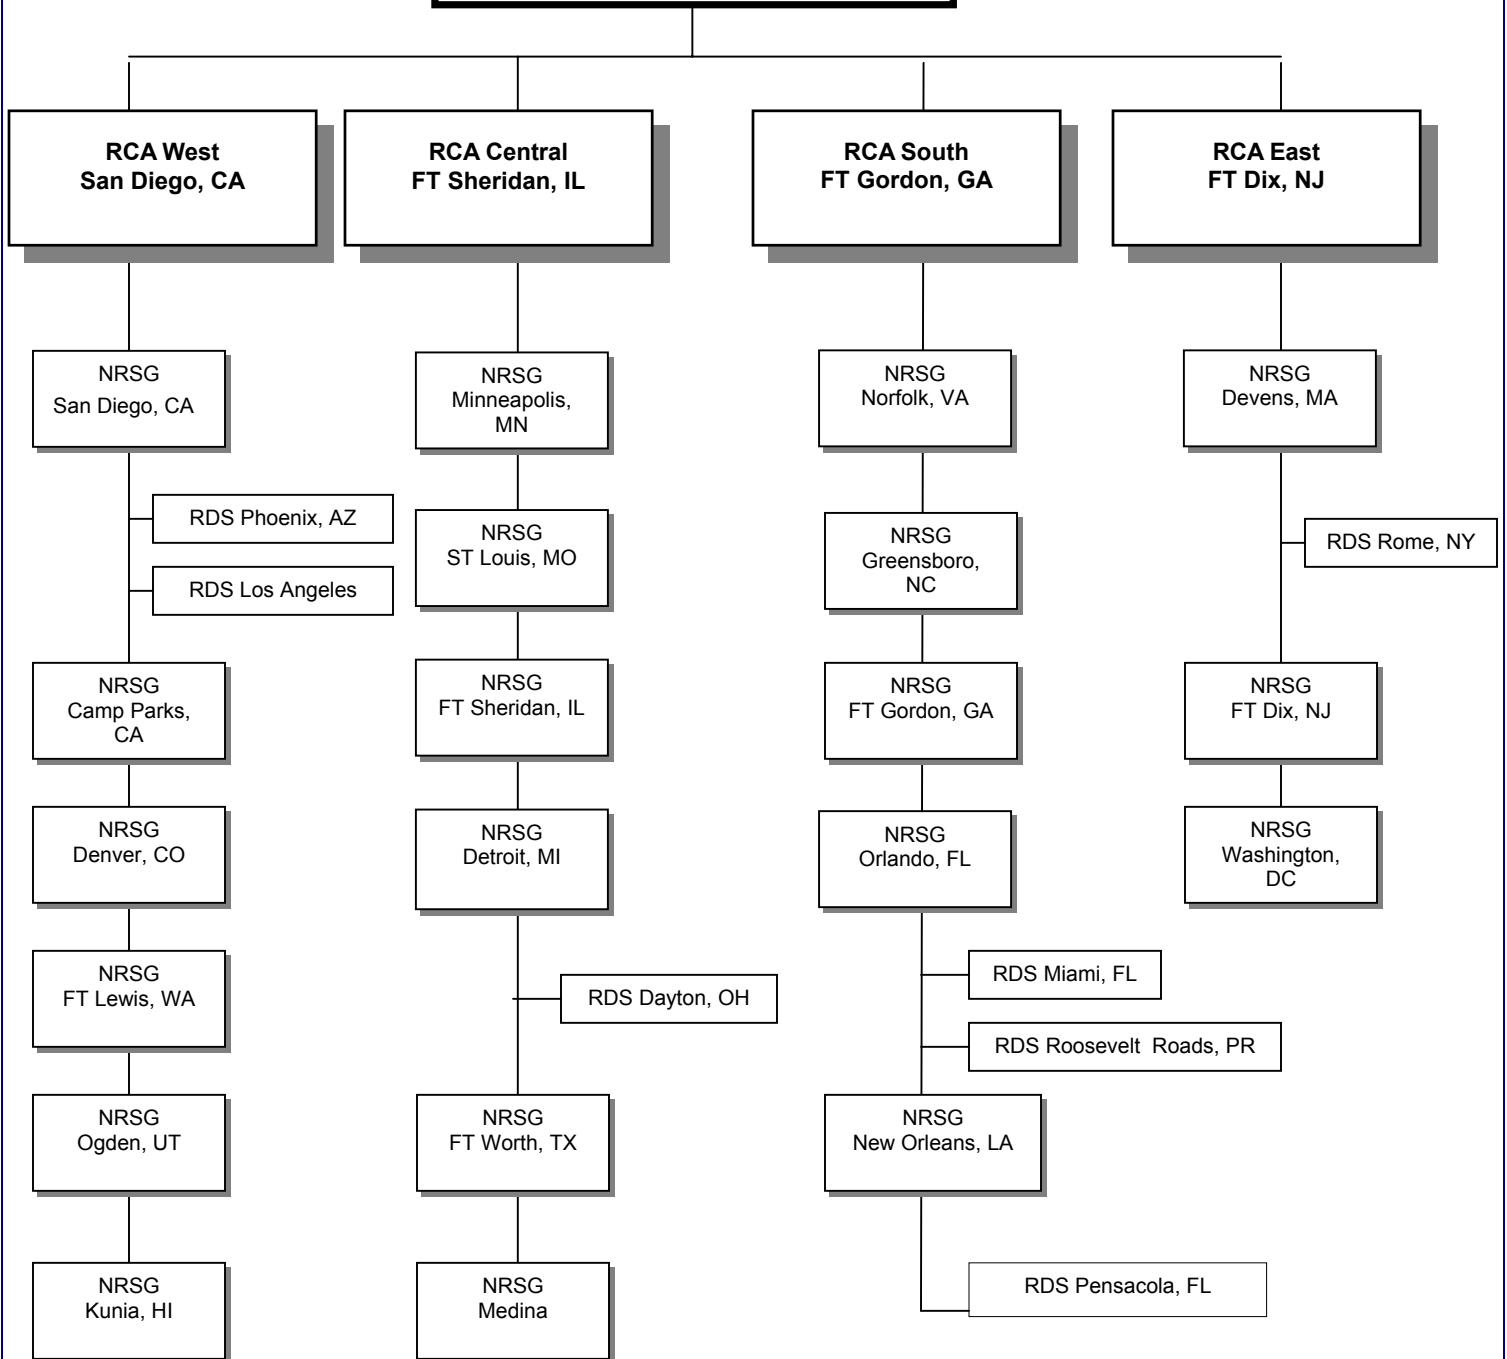 RCA West
San Diego, CA
RCA Central
FT Sheridan, IL
RCA South
FT Gordon, GA
RCA East
FT Dix, NJ
NRSG
San Diego, CA
RDS Phoenix, AZ
RDS Los Angeles
NRSG
Camp Parks,
CA
NRSG
Denver, CO
NRSG
FT Lewis, WA
NRSG
Ogden, UT
NRSG
Kunia, HI
NRSG
Minneapolis,
MN
NRSG
ST Louis, MO
NRSG
FT Sheridan, IL
NRSG
Detroit, MI
RDS Dayton, OH
NRSG
FT Worth, TX
NRSG
Medina
NRSG
Norfolk, VA
NRSG
Greensboro,
NC
NRSG
FT Gordon, GA
NRSG
Orlando, FL
RDS Miami, FL
RDS Roosevelt  Roads, PR
NRSG
New Orleans, LA
RDS Pensacola, FL
NRSG
Devens, MA
RDS Rome, NY
NRSG
FT Dix, NJ
NRSG
Washington,
DC